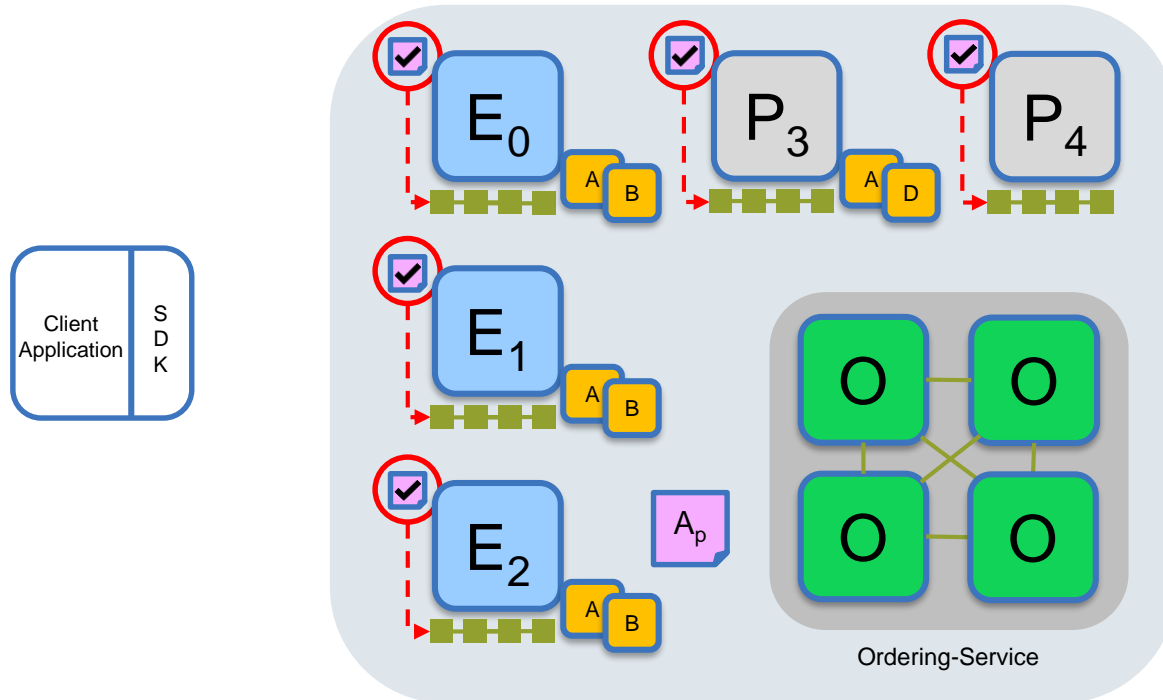 E0
A
B
P3
A
D
P4
Client
Application
S
D
K
E1
A
B
O
O
E2
A
B
Ap
O
O
Ordering-Service